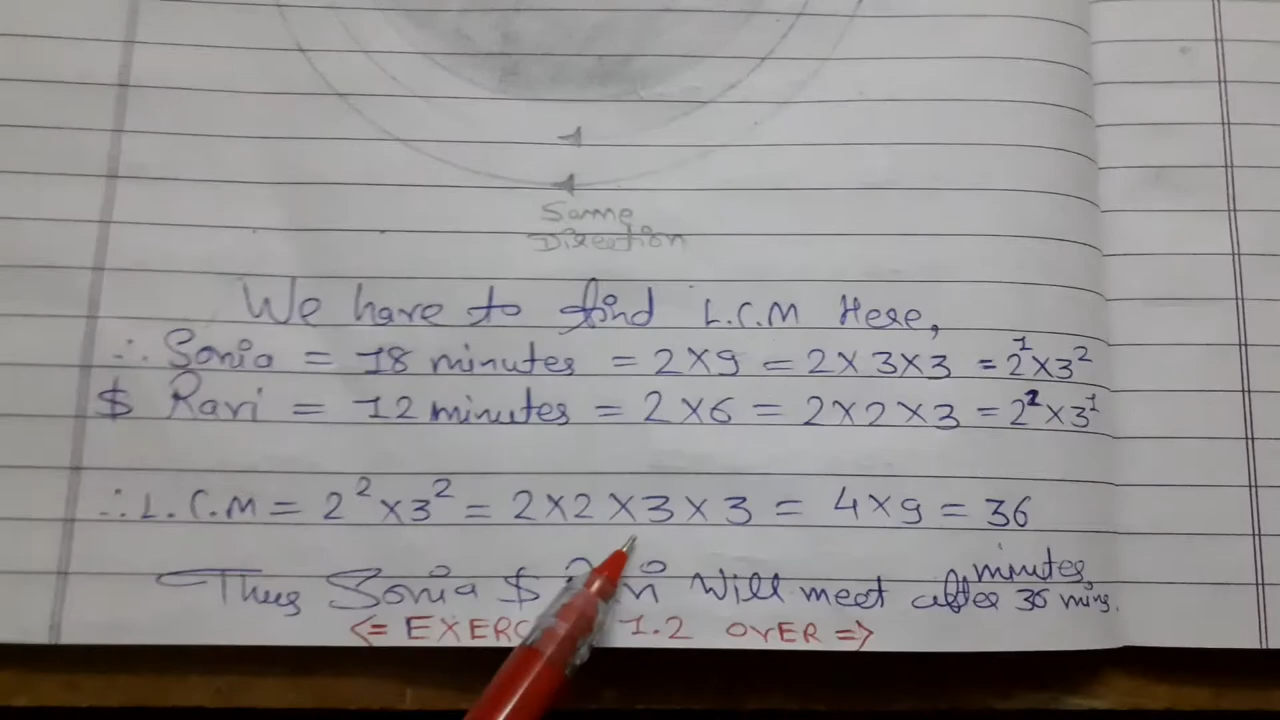 Same
Direction
We have to find L.C.M Here,
∴ Sonia = 18 minutes = 2×9 = 2×3×3 = 2¹×3²
$ Ravi = 12 minutes = 2×6 = 2×2×3 = 2²×3¹
∴ L.C.M = 2²×3² = 2×2×3×3 = 4×9 = 36
minutes,
Thus Sonia $ will meet after 36 mins.
<= 1.2 OVER =>